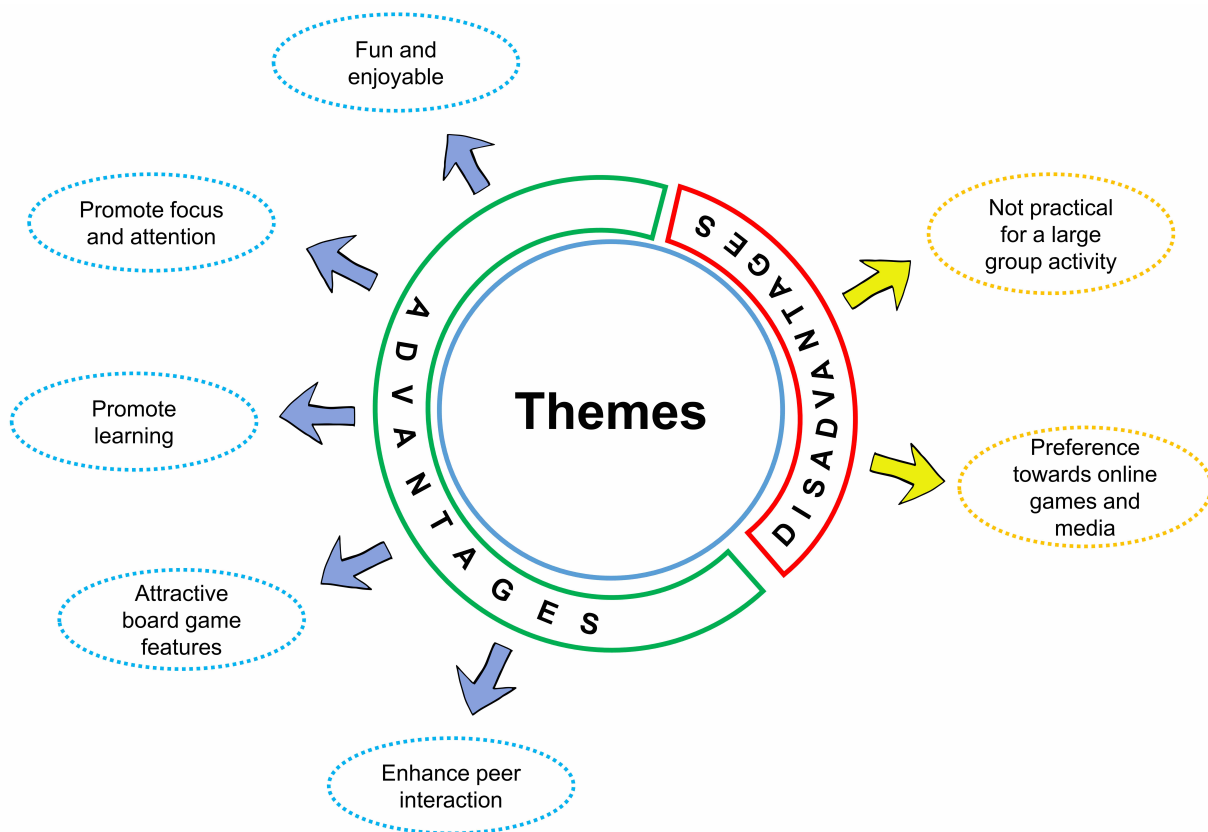 Fun and
enjoyable
Promote focus
and attention
Promote
learning
Attractive
board game
features
Enhance peer
interaction
ADVANTAGES
Themes
DISADVANTAGES
Not practical
for a large
group activity
Preference
towards online
games and
media